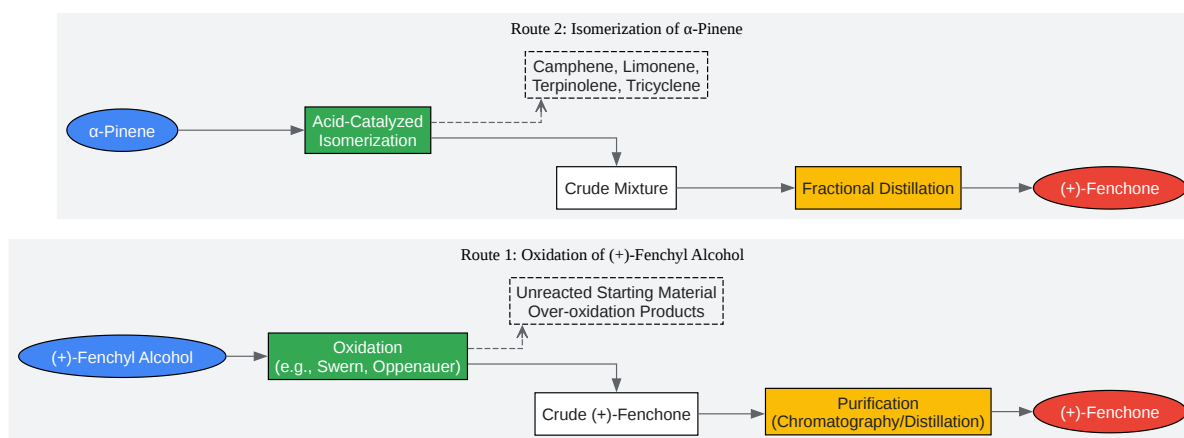 Route 2: Isomerization of α-Pinene
Camphene, Limonene,
Terpinolene, Tricyclene
α-Pinene
Acid-Catalyzed
Isomerization
Crude Mixture
Fractional Distillation
(+)-Fenchone
Route 1: Oxidation of (+)-Fenchyl Alcohol
Unreacted Starting Material
Over-oxidation Products
(+)-Fenchyl Alcohol
Oxidation
(e.g., Swern, Oppenauer)
Crude (+)-Fenchone
Purification
(Chromatography/Distillation)
(+)-Fenchone